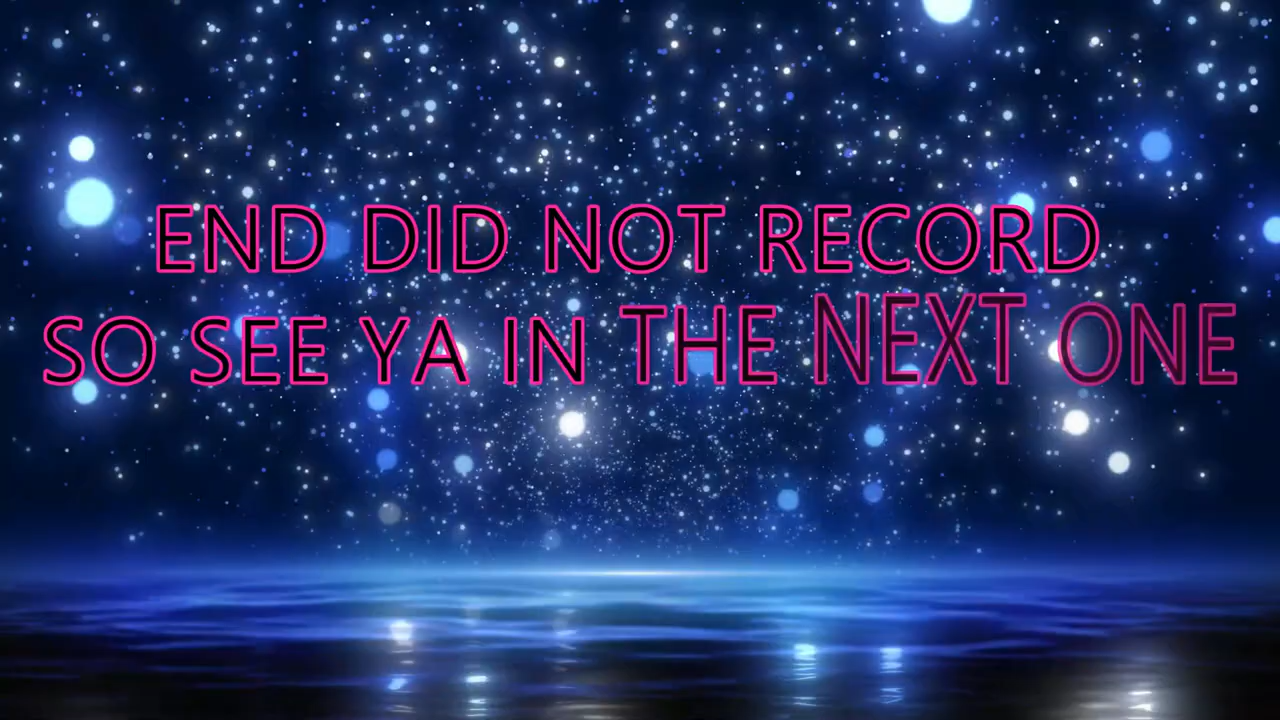 END DID NOT RECORD
SO SEE YA IN THE NEXT ONE